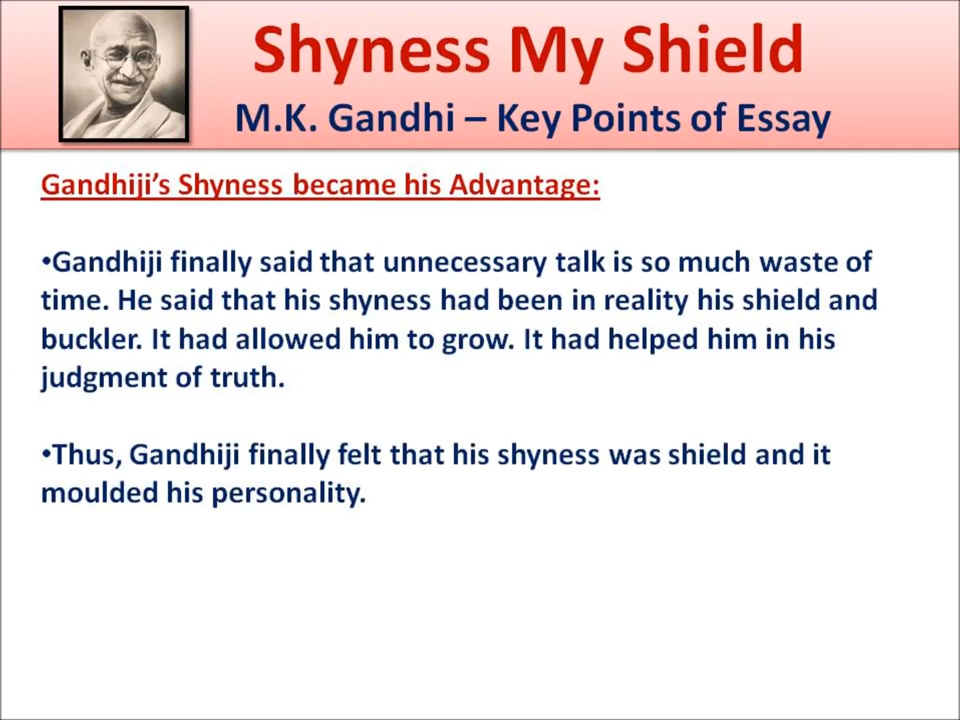 Shyness My Shield
M.K. Gandhi – Key Points of Essay
Gandhiji’s Shyness became his Advantage:
•Gandhiji finally said that unnecessary talk is so much waste of
time. He said that his shyness had been in reality his shield and
buckler. It had allowed him to grow. It had helped him in his
judgment of truth.
•Thus, Gandhiji finally felt that his shyness was shield and it
moulded his personality.